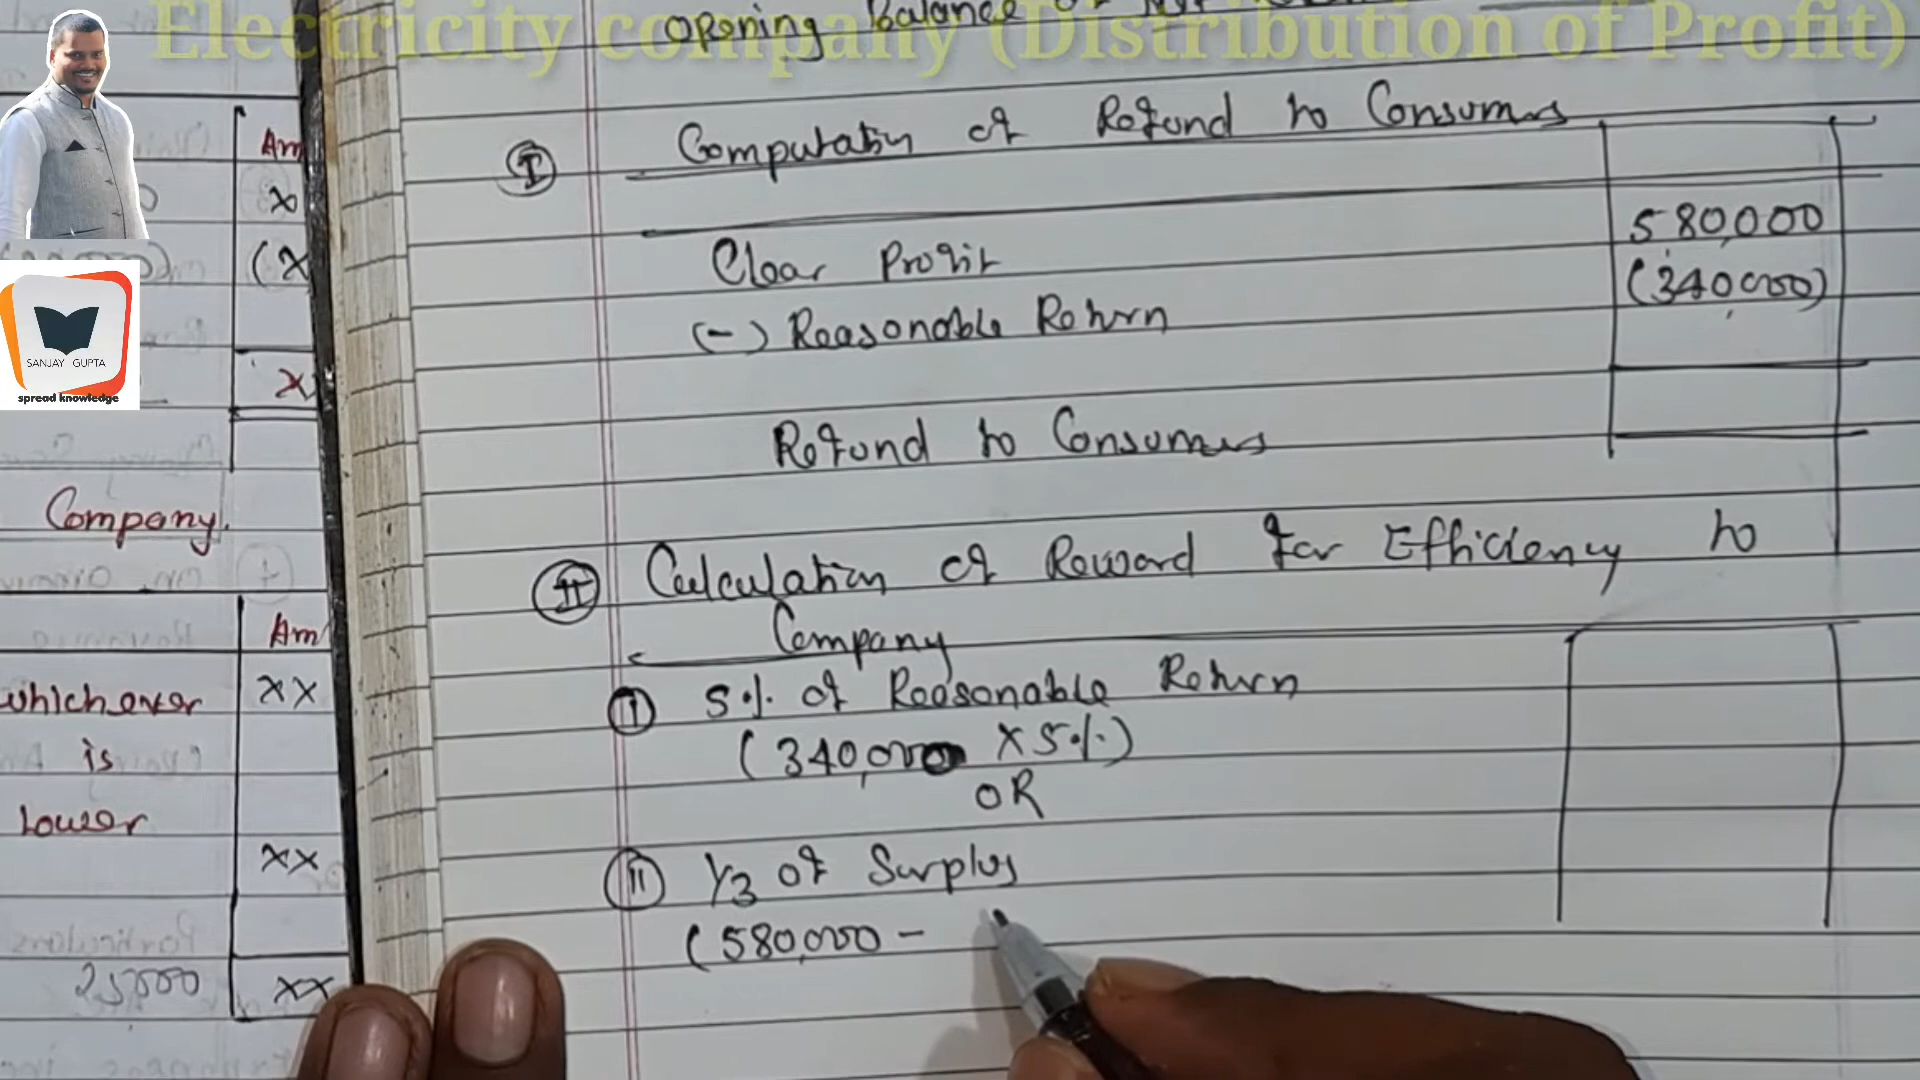 Electricity company (Distribution of Profit)
opening Balance
I Computation of Refund to Consumers
Clear Profit 580,000
(-) Reasonable Return (340,000)
Refund to Consumers
II Calculation of Reward for Efficiency to
Company
I 5% of Reasonable Return
(340,000 X 5%)
OR
II 1/3 of Surplus
(580,000 -
Am
X
(X
X
Company.
Am
whichever XX
is
Lower
XX
25000 XX
SANJAY GUPTA
spread knowledge